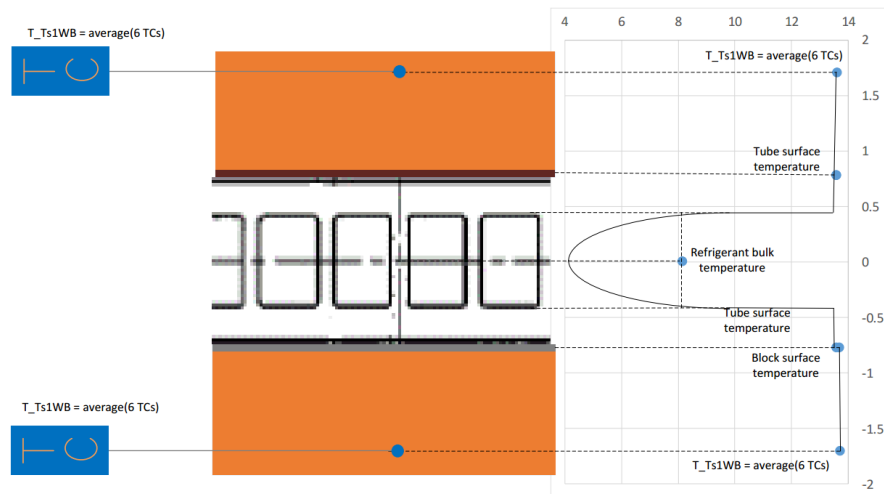 T_Ts1WB = average(6 TCs)
TC
4 6 8 10 12 14
2
T_Ts1WB = average(6 TCs)
1.5
Tube surface
temperature
1
0.5
Refrigerant bulk
temperature
0
Tube surface
temperature
-0.5
Block surface
temperature
-1
T_Ts1WB = average(6 TCs)
TC
-1.5
T_Ts1WB = average(6 TCs)
-2